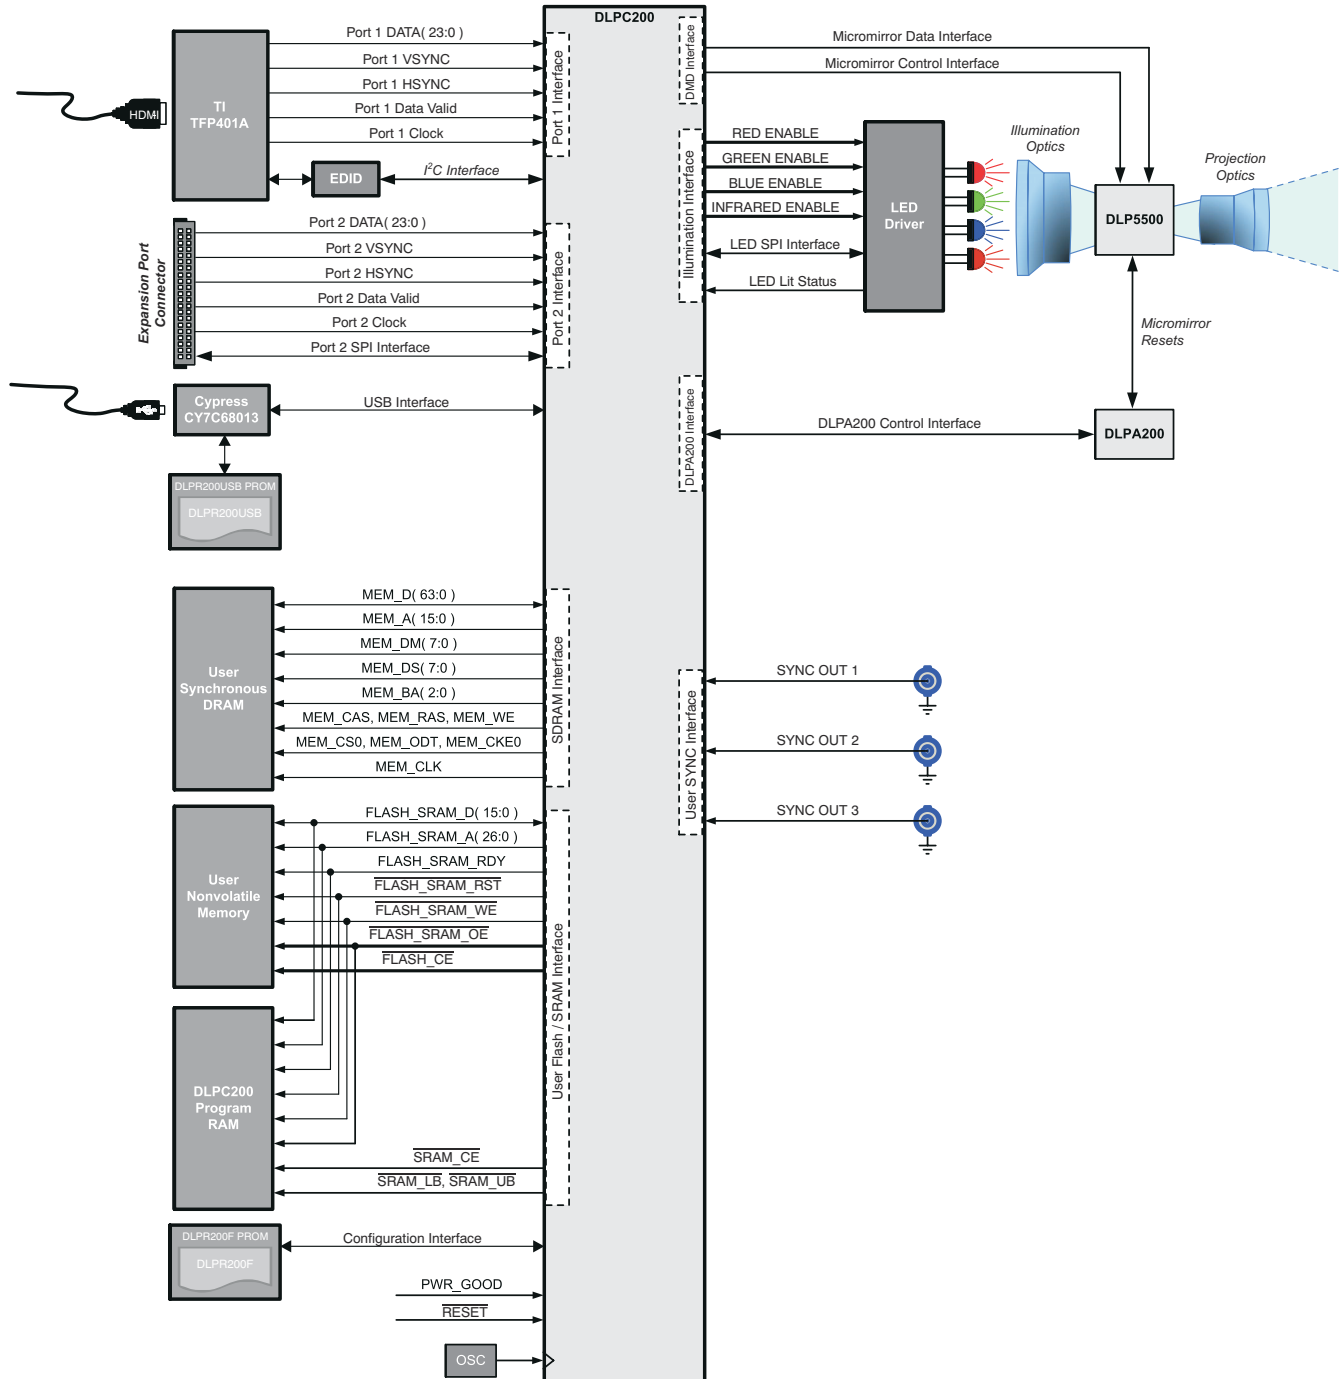 DLPC200
Port 1 DATA( 23:0 )
Port 1 VSYNC
Port 1 HSYNC
Port 1 Data Valid
Port 1 Clock
I²C Interface
HDMI
TI
TFP401A
EDID
Port 1 Interface
Expansion Port
Connector
Port 2 DATA( 23:0 )
Port 2 VSYNC
Port 2 HSYNC
Port 2 Data Valid
Port 2 Clock
Port 2 SPI Interface
Port 2 Interface
Cypress
CY7C68013
USB Interface
DLPR200USB PROM
DLPR200USB
User
Synchronous
DRAM
MEM_D( 63:0 )
MEM_A( 15:0 )
MEM_DM( 7:0 )
MEM_DS( 7:0 )
MEM_BA( 2:0 )
MEM_CAS, MEM_RAS, MEM_WE
MEM_CS0, MEM_ODT, MEM_CKE0
MEM_CLK
SDRAM Interface
User
Nonvolatile
Memory
FLASH_SRAM_D( 15:0 )
FLASH_SRAM_A( 26:0 )
FLASH_SRAM_RDY
FLASH_SRAM_RST
FLASH_SRAM_WE
FLASH_SRAM_OE
FLASH_CE
User Flash / SRAM Interface
DLPC200
Program
RAM
SRAM_CE
SRAM_LB, SRAM_UB
DLPR200F PROM
DLPR200F
Configuration Interface
PWR_GOOD
RESET
OSC
DMD Interface
Micromirror Data Interface
Micromirror Control Interface
Illumination Interface
RED ENABLE
GREEN ENABLE
BLUE ENABLE
INFRARED ENABLE
LED SPI Interface
LED Lit Status
LED
Driver
Illumination
Optics
DLP5500
Projection
Optics
Micromirror
Resets
DLPA200 Interface
DLPA200 Control Interface
DLPA200
User SYNC Interface
SYNC OUT 1
SYNC OUT 2
SYNC OUT 3